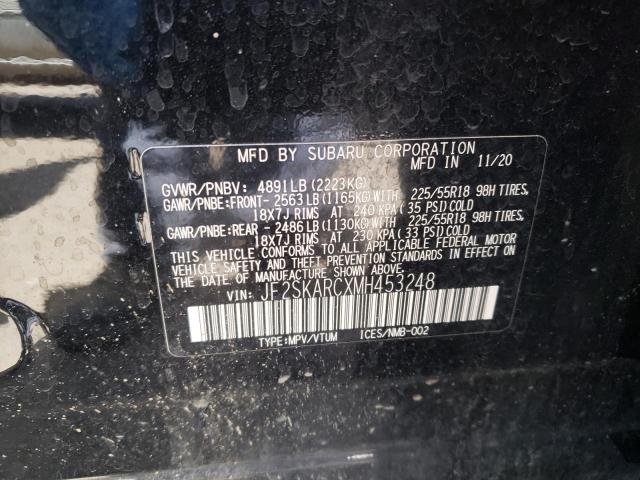 MFD BY SUBARU CORPORATION
MFD IN 11/20
GVWR/PNBV: 4891LB (2223KG)
GAWR/PNBE:FRONT- 2563LB (1165KG) WITH 225/55R18 98H TIRES,
18X7J RIMS AT 240 KPA (35 PSI) COLD
GAWR/PNBE:REAR - 2486LB (1130KG) WITH 225/55R18 98H TIRES,
18X7J RIMS AT 230 KPA (33 PSI) COLD
THIS VEHICLE CONFORMS TO ALL APPLICABLE FEDERAL MOTOR
VEHICLE SAFETY AND THEFT PREVENTION STANDARDS IN EFFECT ON
THE DATE OF MANUFACTURE SHOWN ABOVE.
VIN: JF2SKARCXMH453248
TYPE:MPV/VTUM ICES/NMB-002